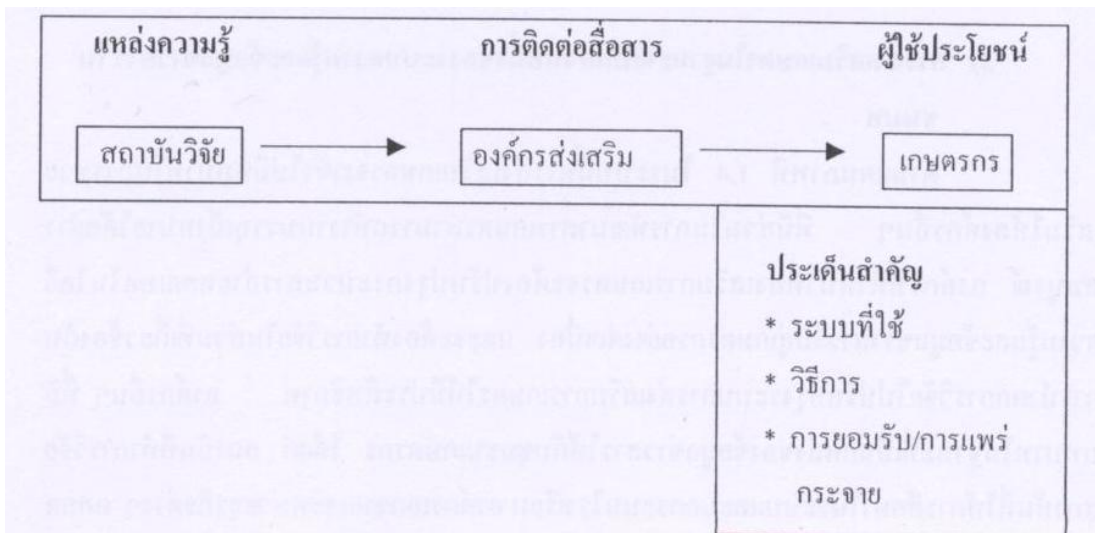 แหล่งความรู้ การติดต่อสื่อสาร ผู้ใช้ประโยชน์
สถาบันวิจัย องค์กรส่งเสริม เกษตรกร
ประเด็นสำคัญ
* ระบบที่ใช้
* วิธีการ
* การยอมรับ/การแพร่
กระจาย